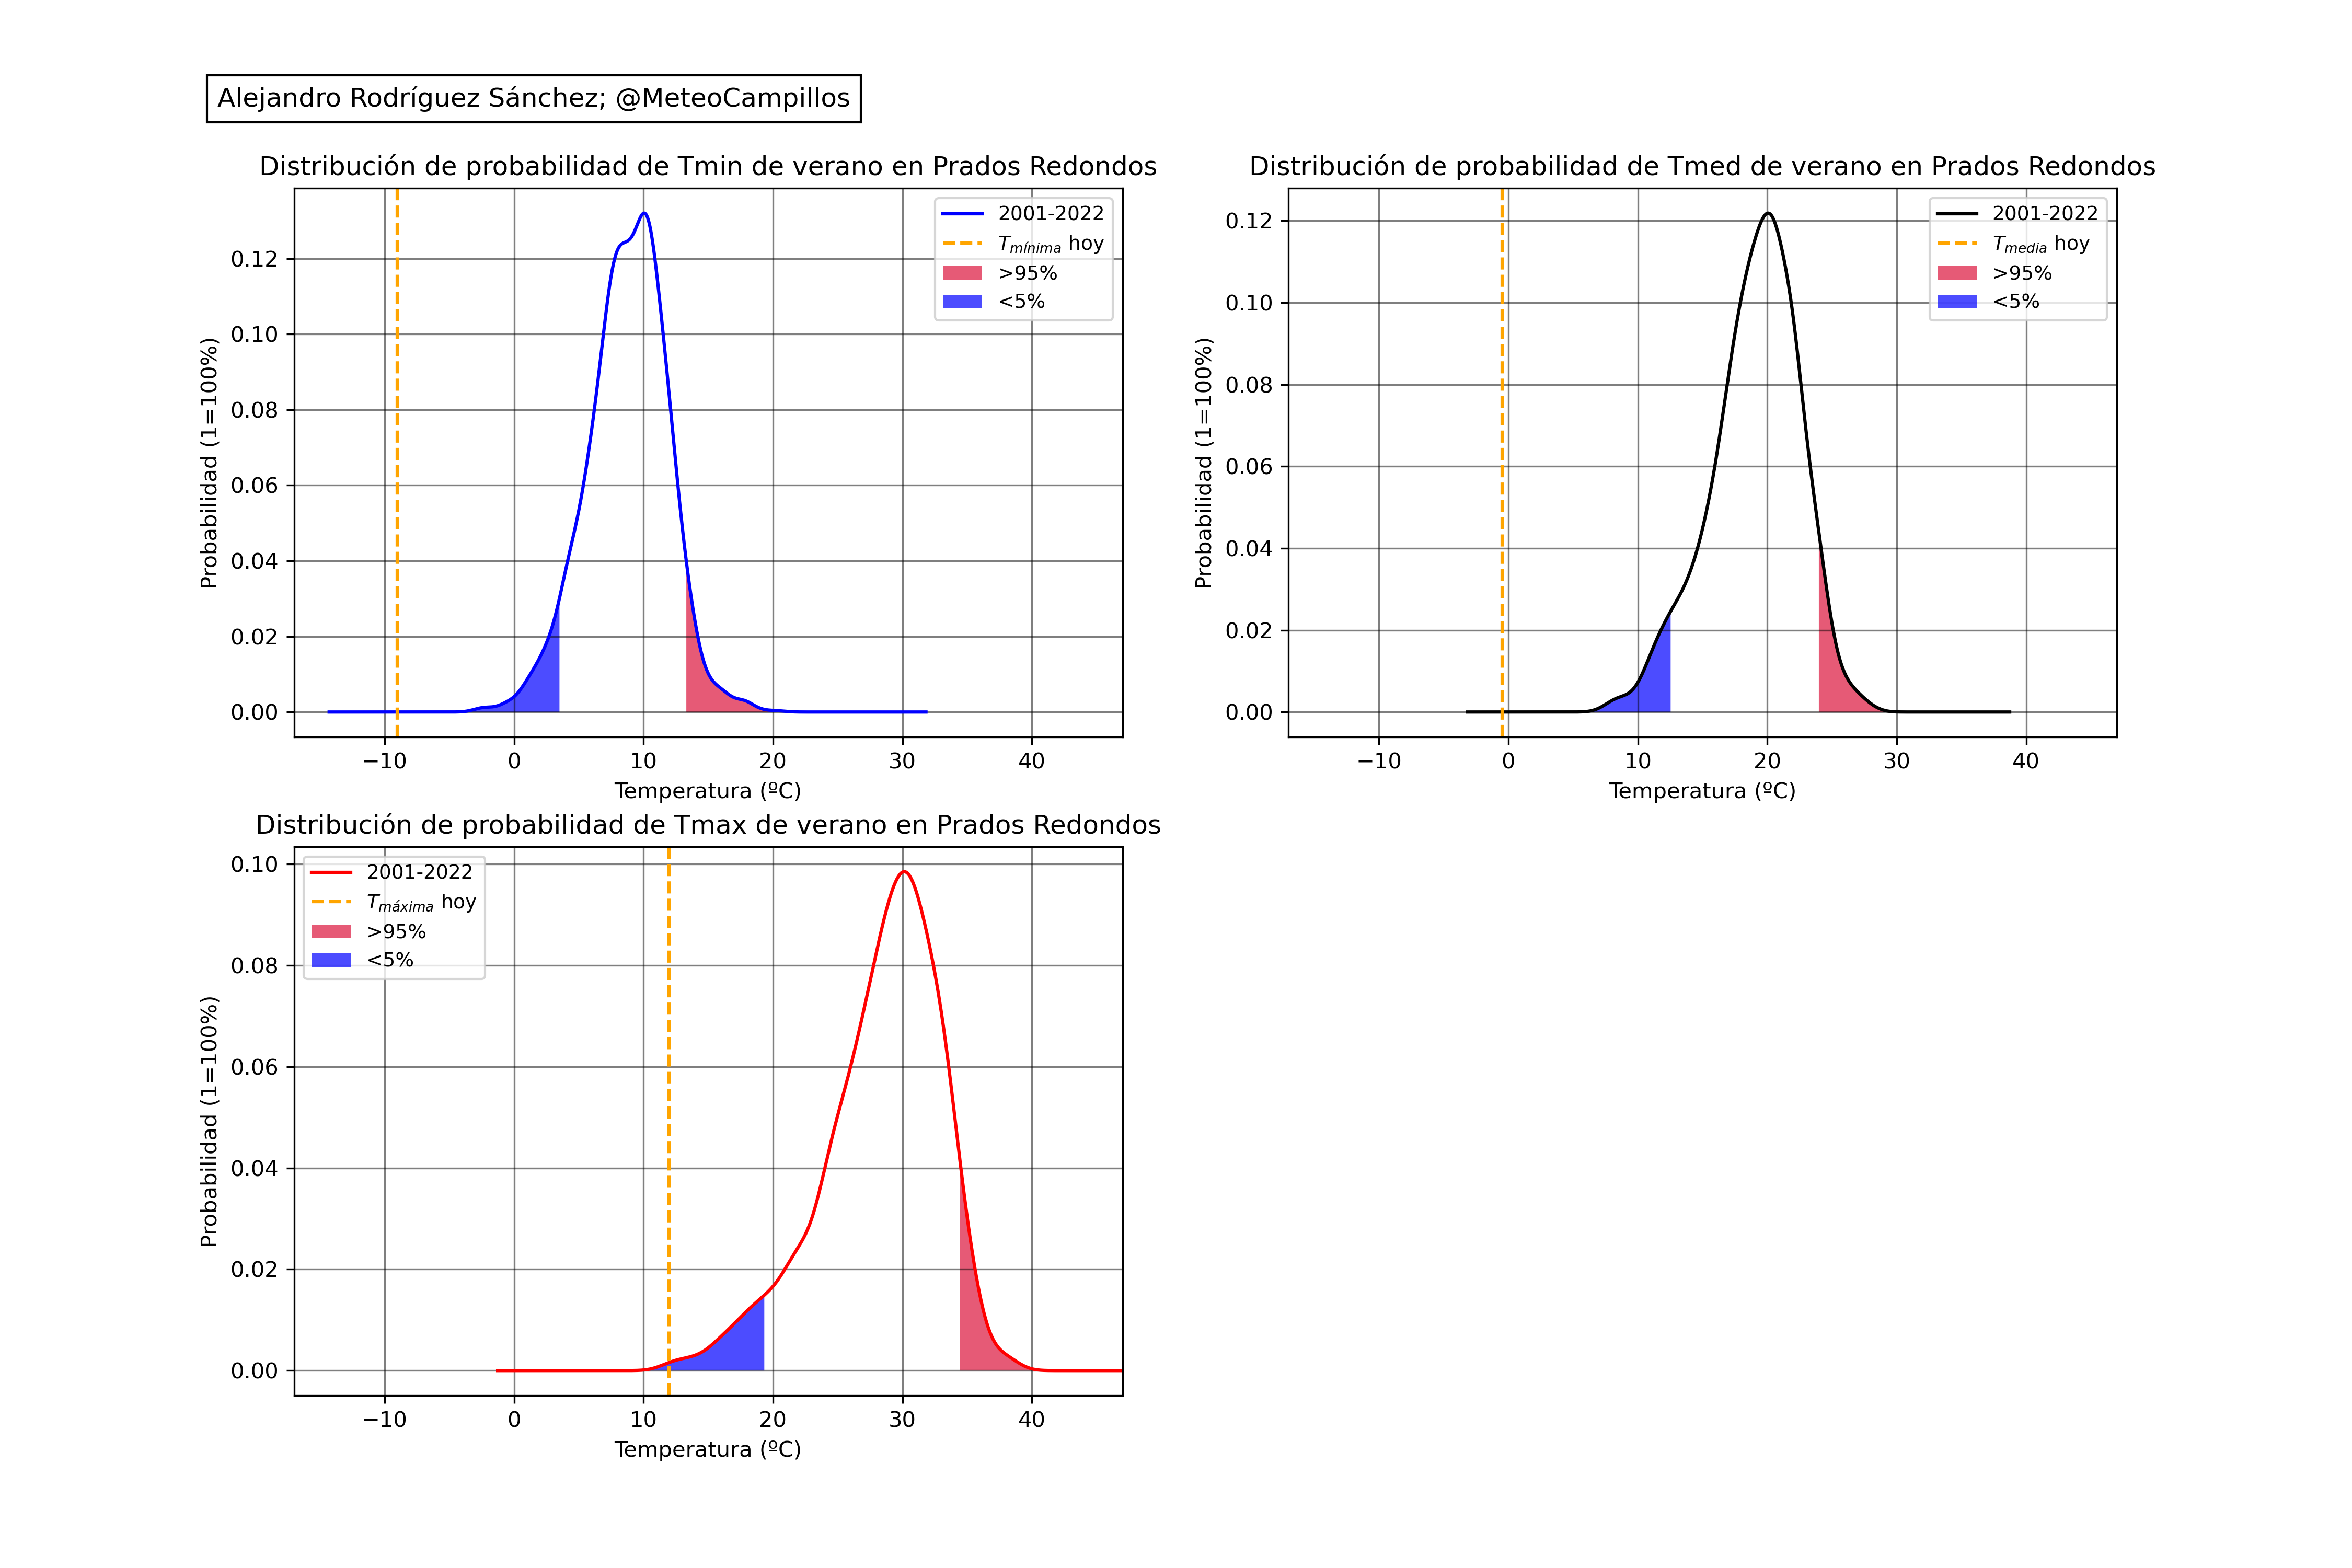 Alejandro Rodríguez Sánchez; @MeteoCampillos
Distribución de probabilidad de Tmin de verano en Prados Redondos
Probabilidad (1=100%)
0.12
0.10
0.08
0.06
0.04
0.02
0.00
−10 0 10 20 30 40
Temperatura (ºC)
2001-2022
Tmínima hoy
>95%
<5%
Distribución de probabilidad de Tmed de verano en Prados Redondos
Probabilidad (1=100%)
0.12
0.10
0.08
0.06
0.04
0.02
0.00
−10 0 10 20 30 40
Temperatura (ºC)
2001-2022
Tmedia hoy
>95%
<5%
Distribución de probabilidad de Tmax de verano en Prados Redondos
Probabilidad (1=100%)
0.10
0.08
0.06
0.04
0.02
0.00
−10 0 10 20 30 40
Temperatura (ºC)
2001-2022
Tmáxima hoy
>95%
<5%